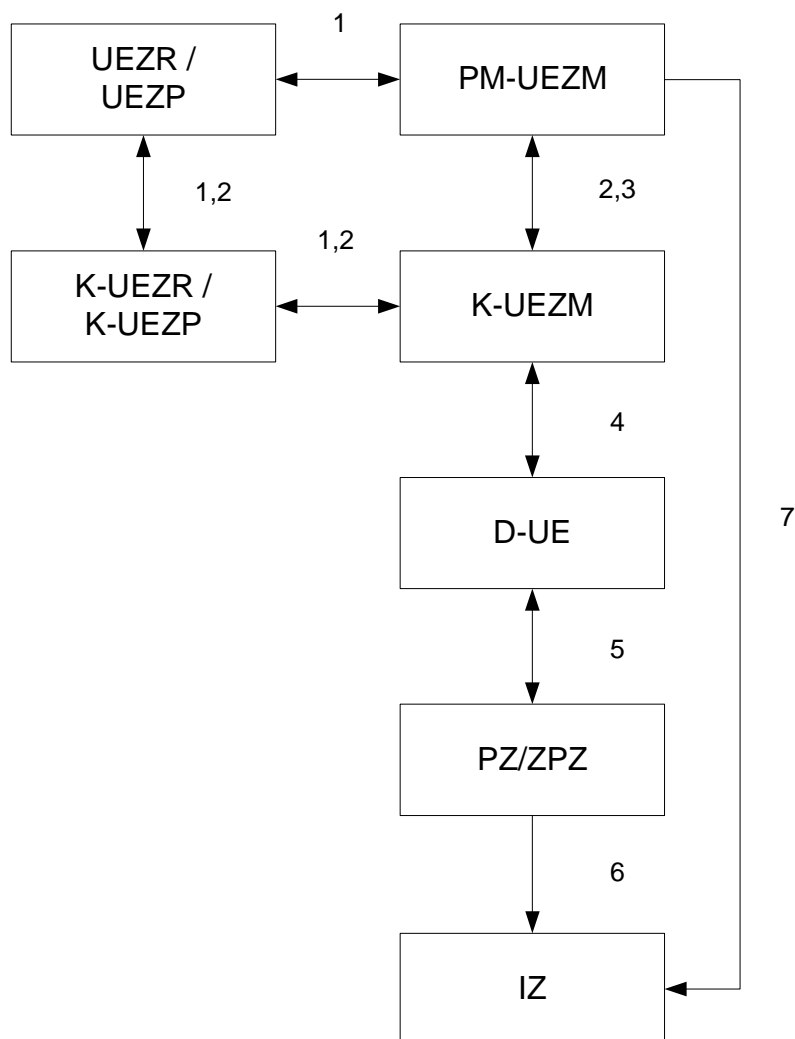 1
UEZR /
UEZP
PM-UEZM
1,2
2,3
1,2
K-UEZR /
K-UEZP
K-UEZM
4
D-UE
7
5
PZ/ZPZ
6
IZ